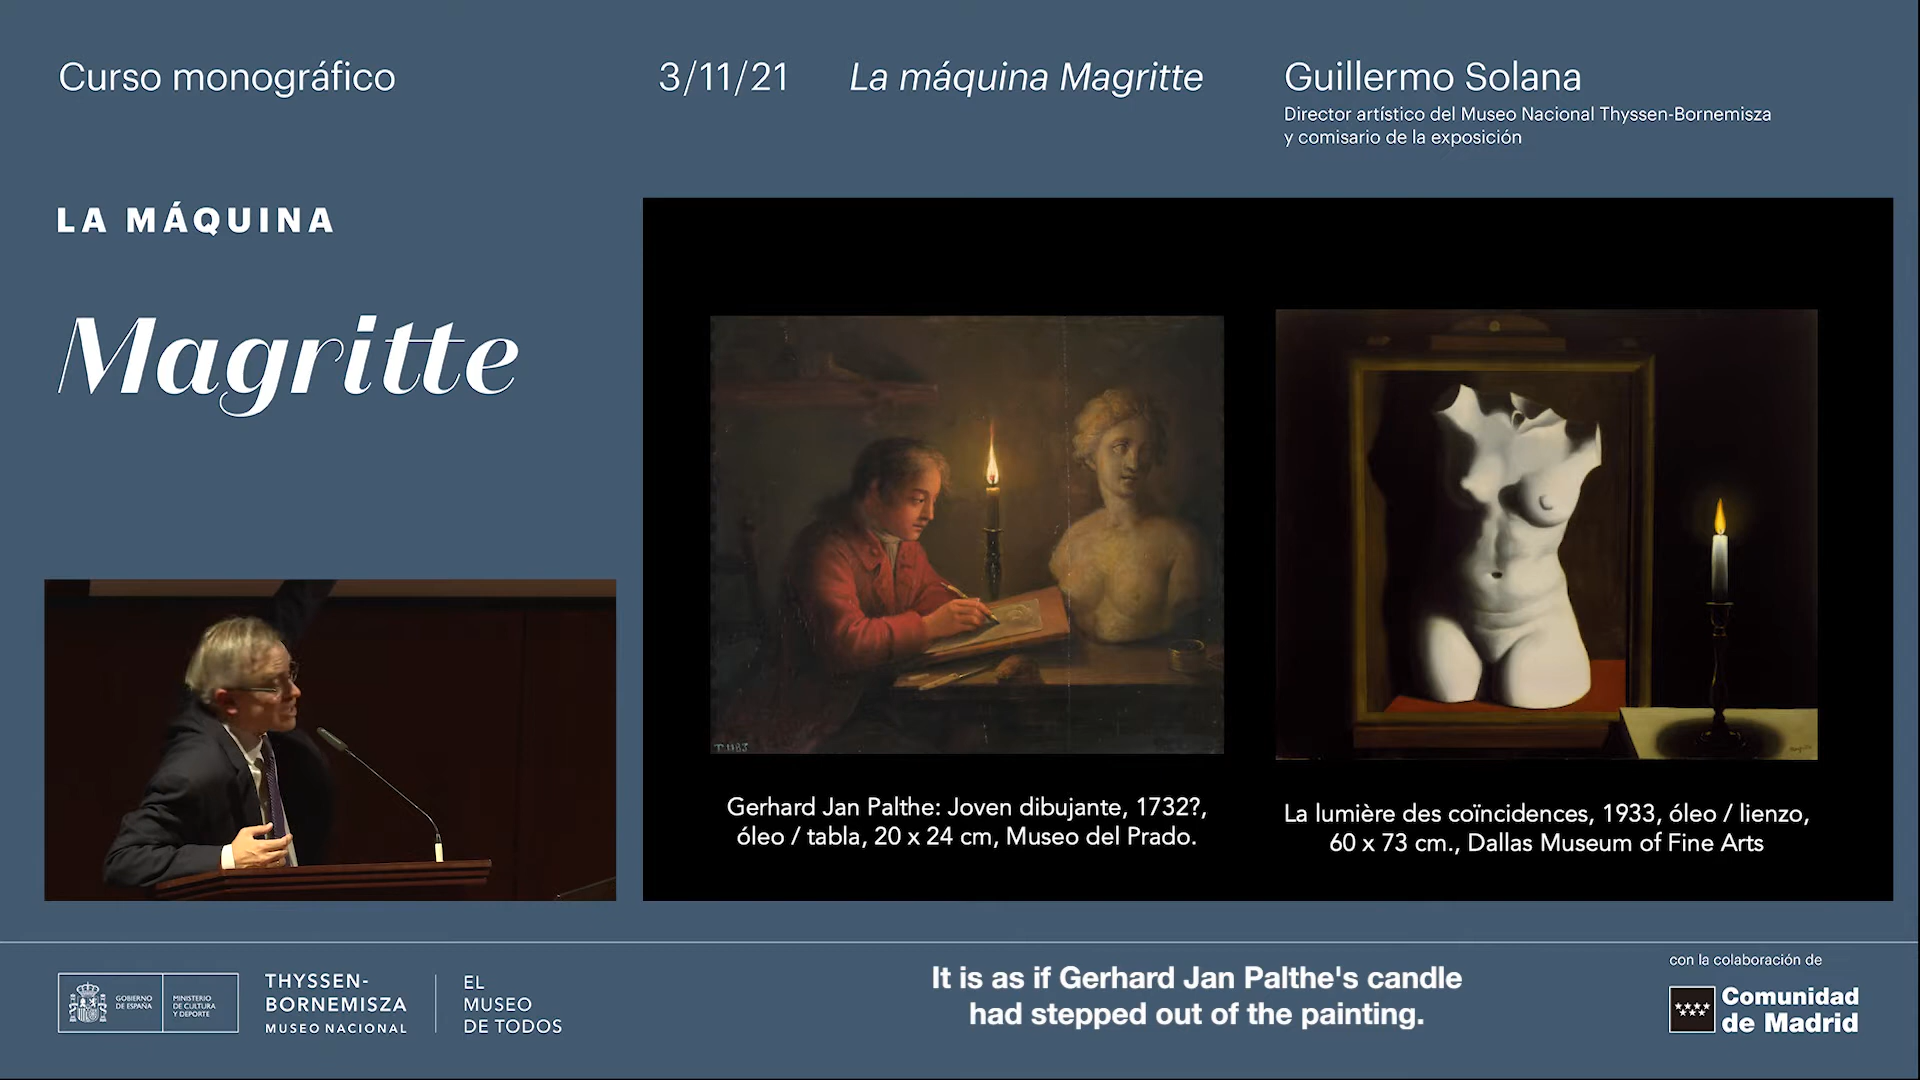 Curso monográfico
3/11/21
La máquina Magritte
Guillermo Solana
Director artístico del Museo Nacional Thyssen-Bornemisza
y comisario de la exposición
LA MÁQUINA
Magritte
T.1183
Gerhard Jan Palthe: Joven dibujante, 1732?,
óleo / tabla, 20 x 24 cm, Museo del Prado.
La lumière des coïncidences, 1933, óleo / lienzo,
60 x 73 cm., Dallas Museum of Fine Arts
GOBIERNO
DE ESPAÑA
MINISTERIO
DE CULTURA
Y DEPORTE
THYSSEN-
BORNEMISZA
MUSEO NACIONAL
EL
MUSEO
DE TODOS
It is as if Gerhard Jan Palthe's candle
had stepped out of the painting.
con la colaboración de
Comunidad
de Madrid